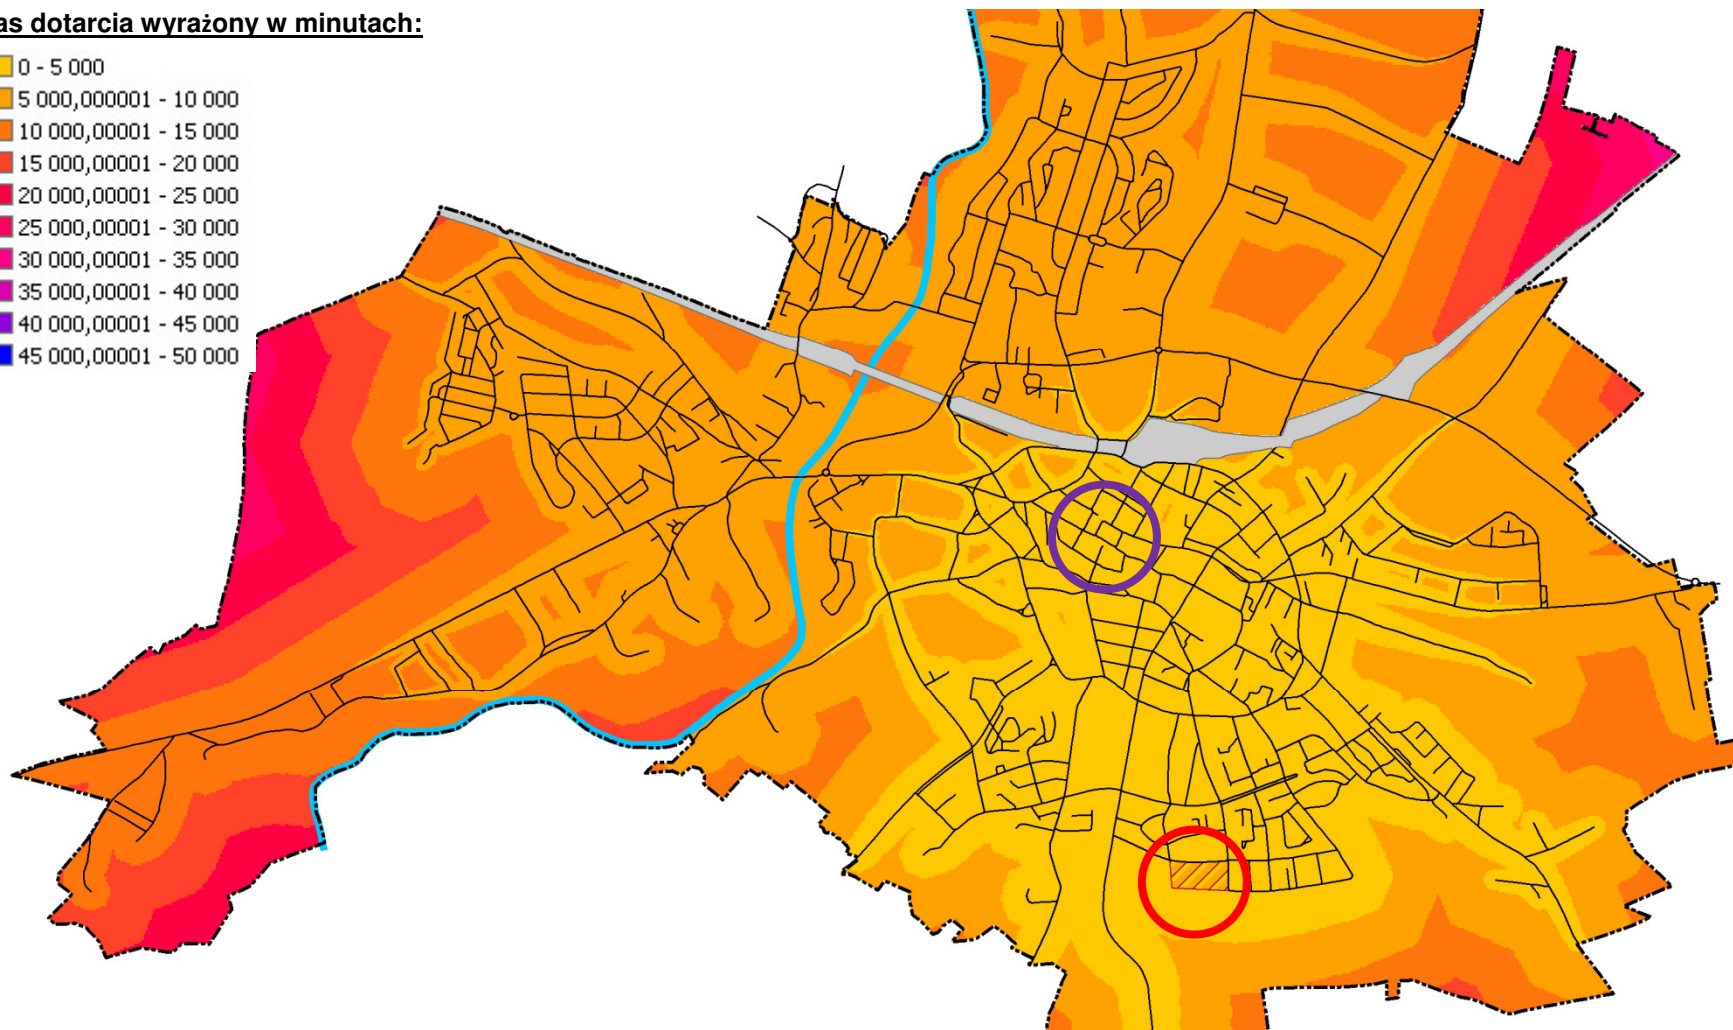 as dotarcia wyrażony w minutach:
0 - 5 000
5 000,000001 - 10 000
10 000,00001 - 15 000
15 000,00001 - 20 000
20 000,00001 - 25 000
25 000,00001 - 30 000
30 000,00001 - 35 000
35 000,00001 - 40 000
40 000,00001 - 45 000
45 000,00001 - 50 000